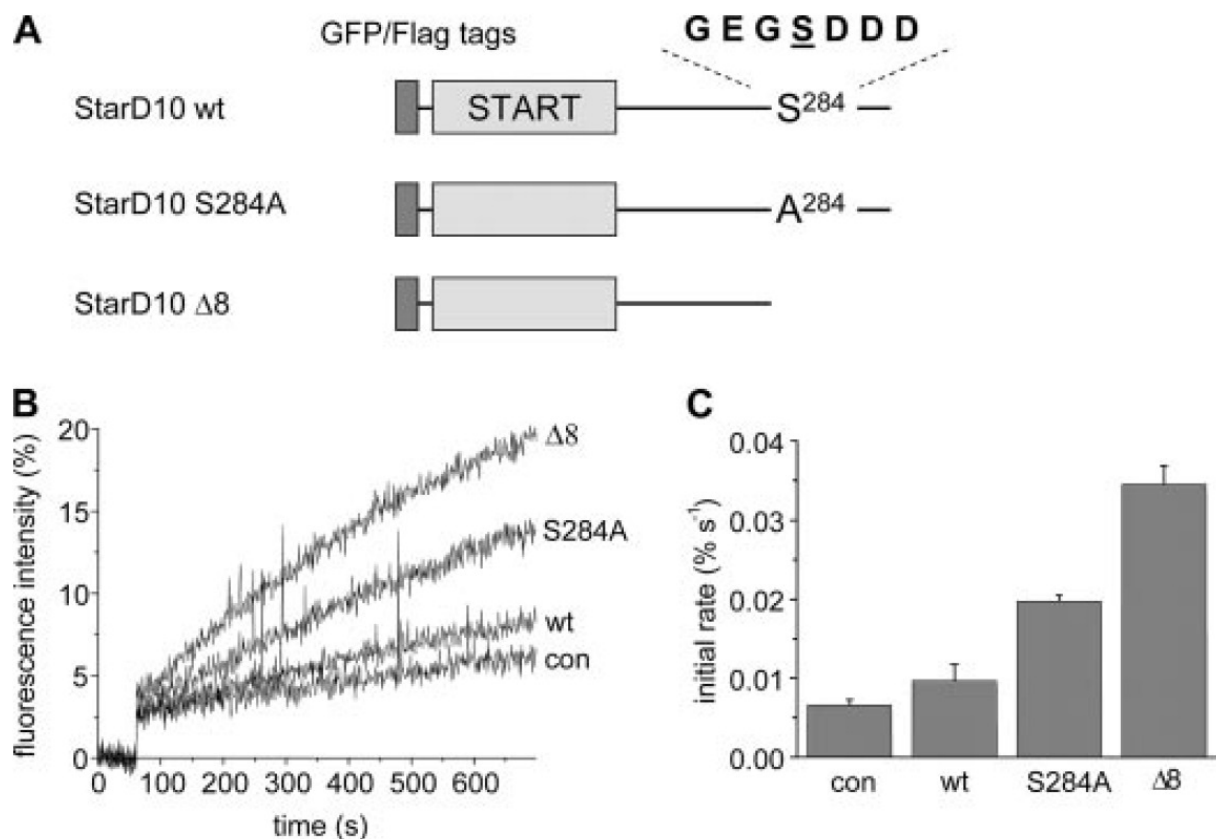 A
GFP/Flag tags
G E G S D D D
StarD10 wt
START
S²⁸⁴
StarD10 S284A
A²⁸⁴
StarD10 Δ8
B
fluorescence intensity (%)
20
15
10
5
0
0 100 200 300 400 500 600
time (s)
Δ8
S284A
wt
con
C
initial rate (% s⁻¹)
0.04
0.03
0.02
0.01
0.00
con wt S284A Δ8